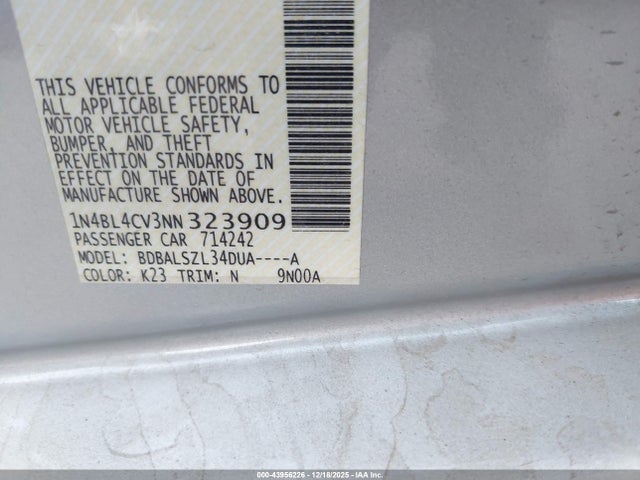 THIS VEHICLE CONFORMS TO
ALL APPLICABLE FEDERAL
MOTOR VEHICLE SAFETY,
BUMPER, AND THEFT
PREVENTION STANDARDS IN
EFFECT ON THE DATE OF
MANUFACTURE SHOWN ABOVE.
1N4BL4CV3NN323909
PASSENGER CAR 714242
MODEL: BDBALSZL34DUA----A
COLOR: K23 TRIM: N 9N00A
000-43956226 - 12/18/2025 - IAA Inc.